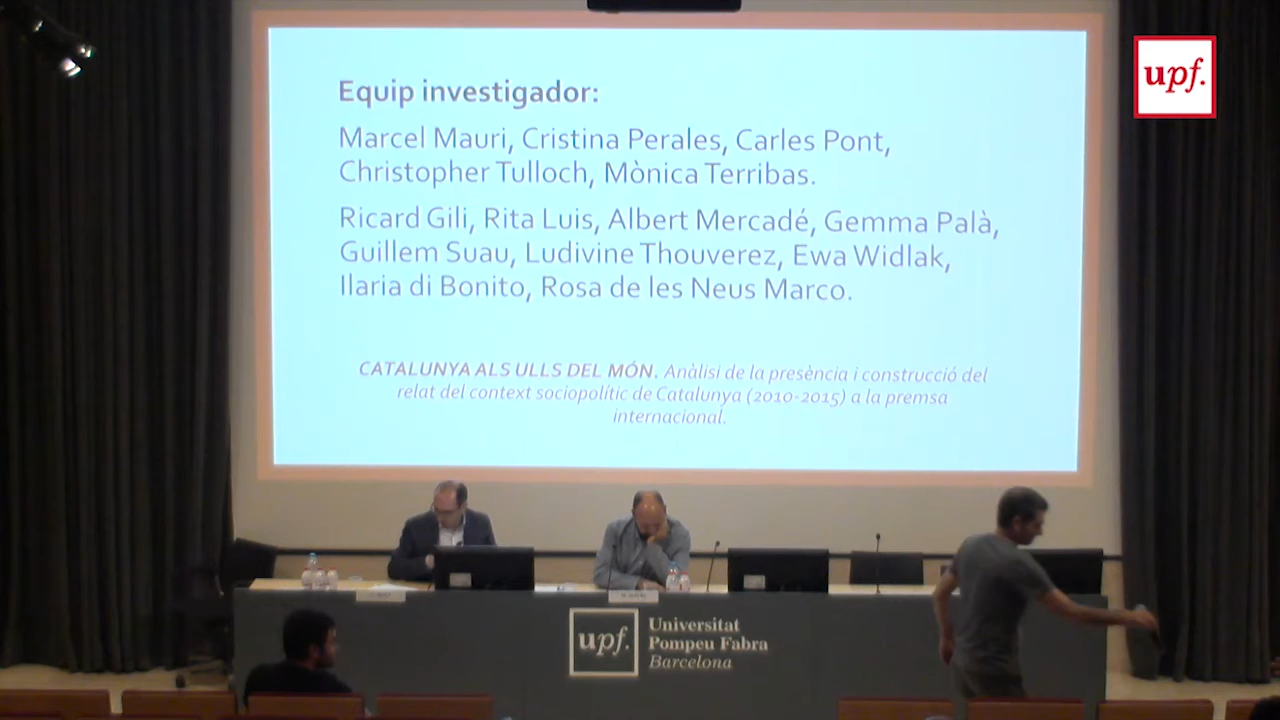 Equip investigador:
Marcel Mauri, Cristina Perales, Carles Pont,
Christopher Tulloch, Mònica Terribas.
Ricard Gili, Rita Luis, Albert Mercadé, Gemma Palà,
Guillem Suau, Ludivine Thouverez, Ewa Widlak,
Ilaria di Bonito, Rosa de les Neus Marco.
CATALUNYA ALS ULLS DEL MÓN. Anàlisi de la presència i construcció del
relat del context sociopolític de Catalunya (2010-2015) a la premsa
internacional.
upf.
upf.
Universitat
Pompeu Fabra
Barcelona